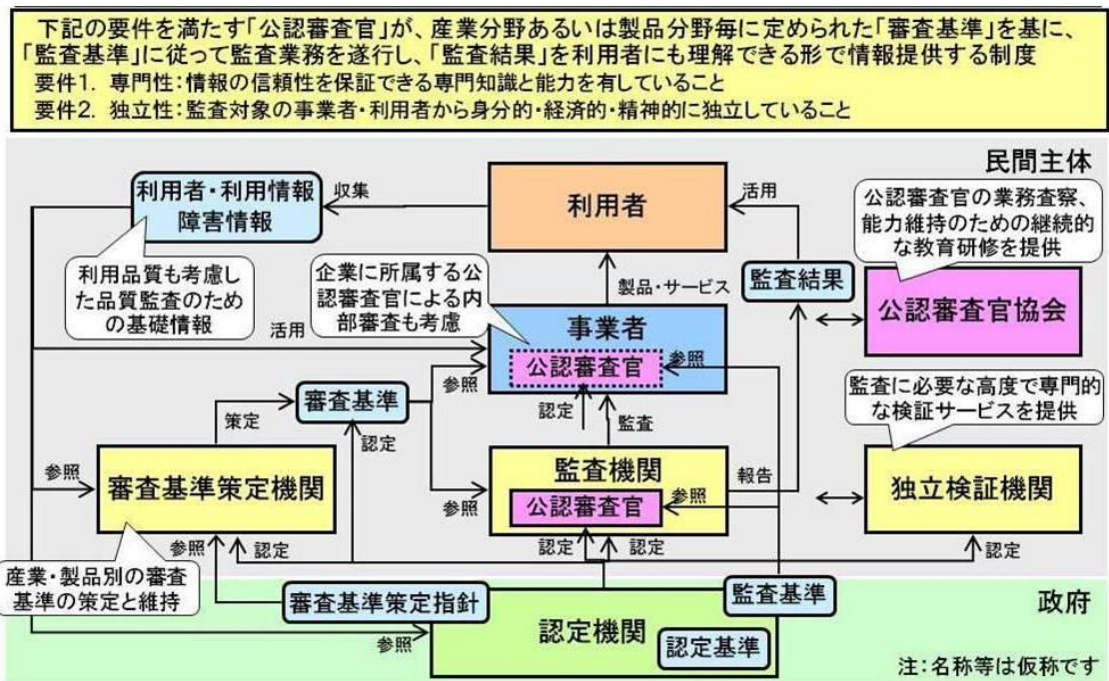 下記の要件を満たす「公認審査官」が、産業分野あるいは製品分野毎に定められた「審査基準」を基に、
「監査基準」に従って監査業務を遂行し、「監査結果」を利用者にも理解できる形で情報提供する制度
要件1. 専門性：情報の信頼性を保証できる専門知識と能力を有していること
要件2. 独立性：監査対象の事業者・利用者から身分的・経済的・精神的に独立していること
民間主体
利用者・利用情報
障害情報
収集
利用者
活用
公認審査官の業務査察、
能力維持のための継続的
な教育研修を提供
利用品質も考慮し
た品質監査のため
の基礎情報
企業に所属する公
認審査官による内
部審査も考慮
製品・サービス
監査結果
公認審査官協会
活用
事業者
公認審査官
参照
参照
審査基準
認定
監査
監査に必要な高度で専門的
な検証サービスを提供
策定
認定
参照
審査基準策定機関
参照
監査機関
公認審査官
参照
報告
独立検証機関
参照
認定
認定
認定
認定
産業・製品別の審査
基準の策定と維持
審査基準策定指針
監査基準
政府
参照
認定機関
認定基準
注：名称等は仮称です